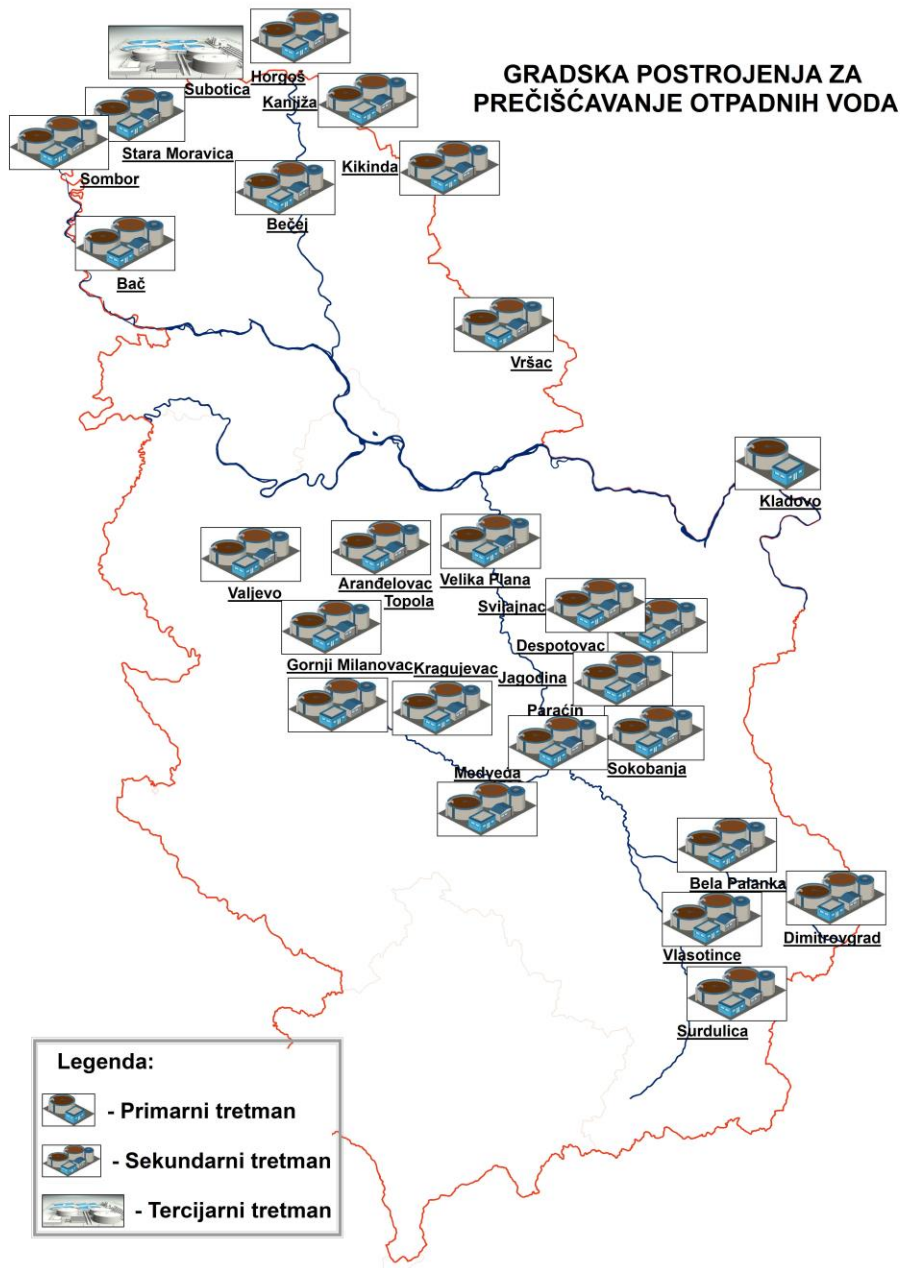 GRADSKA POSTROJENJA ZA
PREČIŠĆAVANJE OTPADNIH VODA
Subotica
Horgoš
Kanjiža
Stara Moravica
Sombor
Kikinda
Bečej
Bač
Vršac
Kladovo
Valjevo
Aranđelovac
Topola
Velika Plana
Svilajnac
Despotovac
Gornji Milanovac
Kragujevac
Jagodina
Paraćin
Sokobanja
Medveđa
Bela Palanka
Dimitrovgrad
Vlasotince
Surdulica
Legenda:
- Primarni tretman
- Sekundarni tretman
- Tercijarni tretman